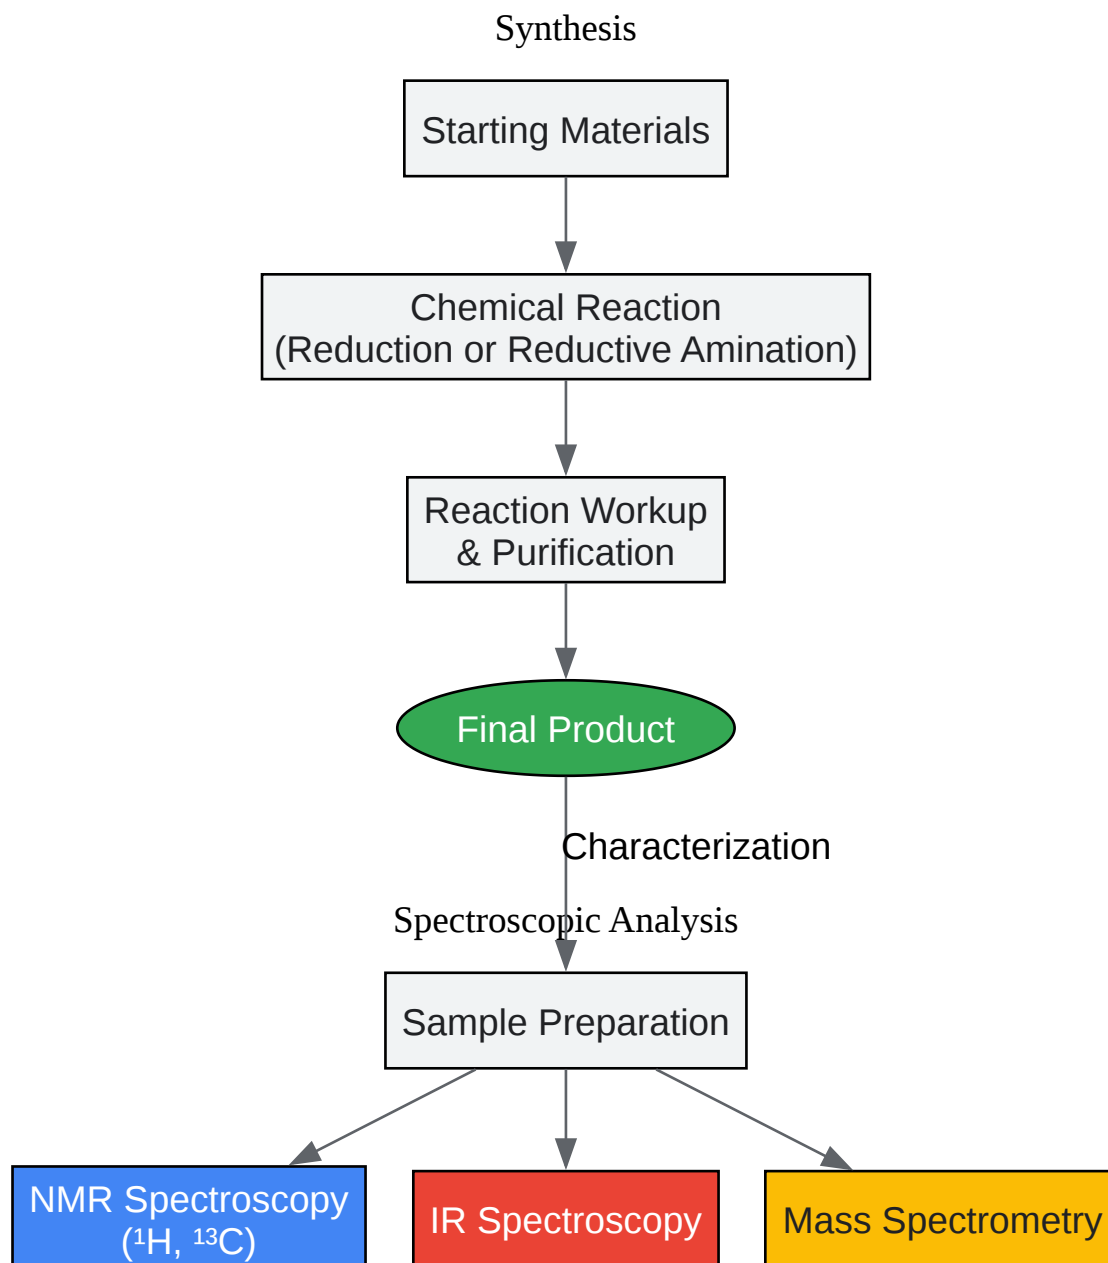 Synthesis
Starting Materials
Chemical Reaction
(Reduction or Reductive Amination)
Reaction Workup
& Purification
Final Product
Characterization
Spectroscopic Analysis
Sample Preparation
NMR Spectroscopy
(¹H, ¹³C)
IR Spectroscopy
Mass Spectrometry